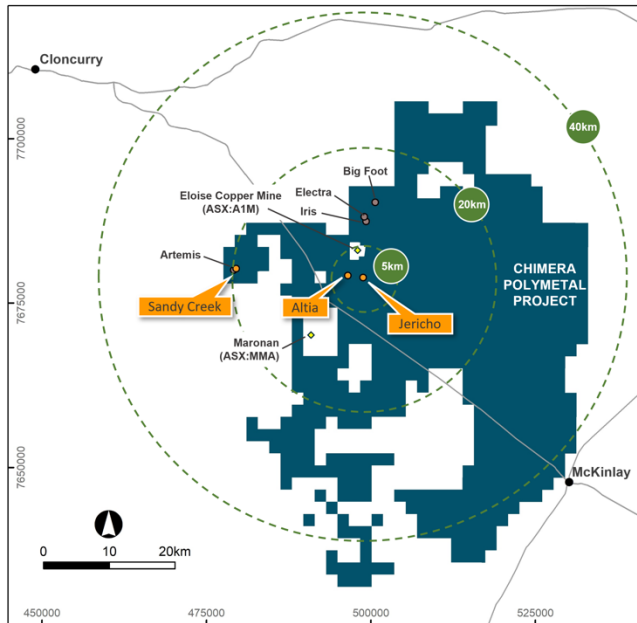 Cloncurry
7700000
40km
Big Foot
20km
Electra
Eloise Copper Mine
(ASX:A1M)
Iris
Artemis
5km
CHIMERA
POLYMETAL
PROJECT
Sandy Creek
Altia
7675000
Jericho
Maronan
(ASX:MMA)
7650000
McKinlay
0 10 20km
450000 475000 500000 525000